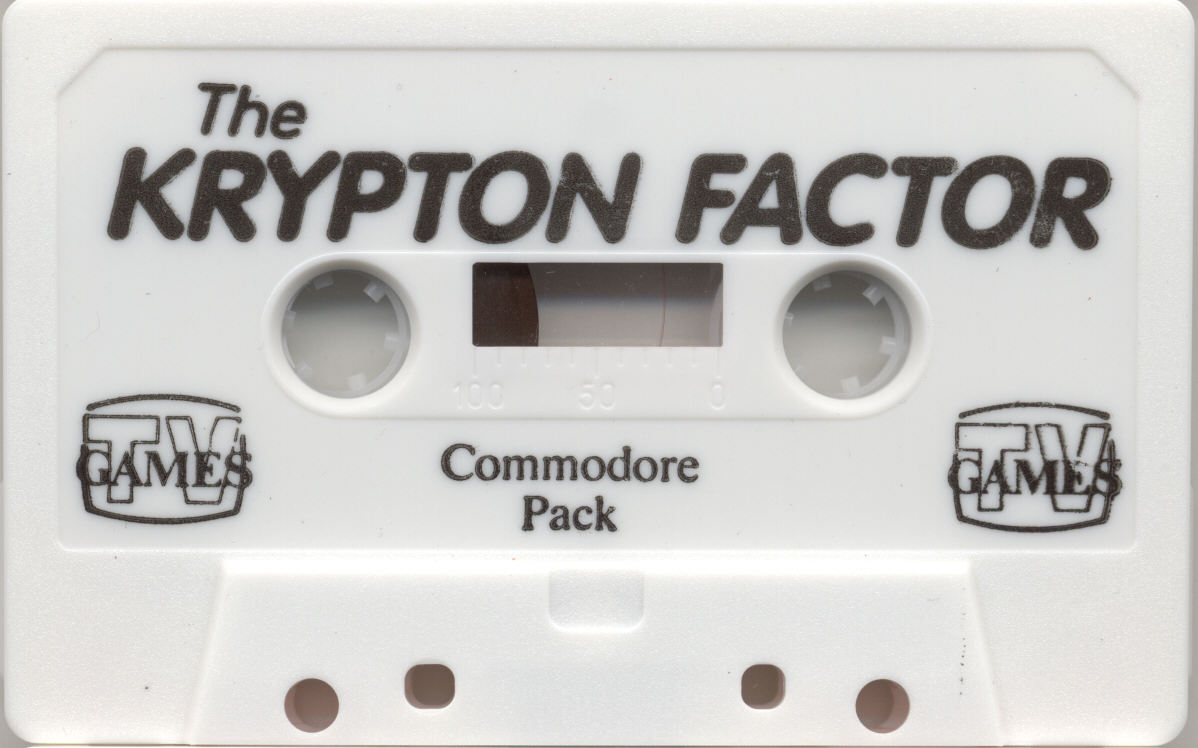 The
KRYPTON FACTOR
100 50 0
TV
GAMES
Commodore
Pack
TV
GAMES